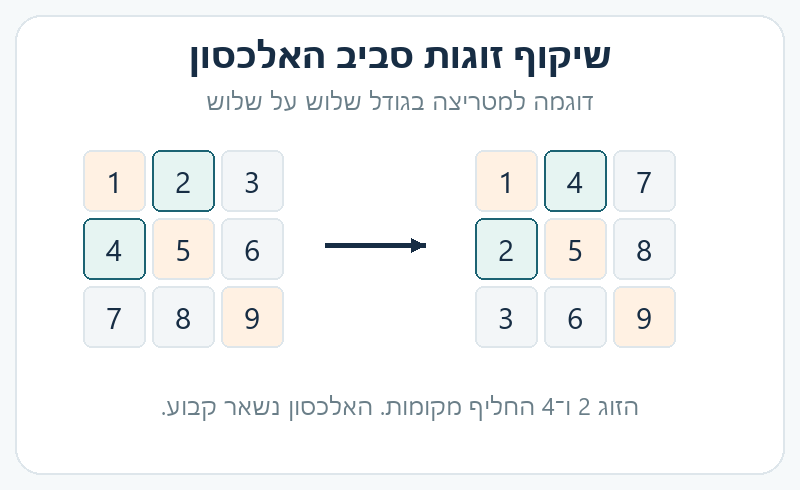 שיקוף זוגות סביב האלכסון
דוגמה למטריצה בגודל שלוש על שלוש
1 2 3
4 5 6
7 8 9
1 4 7
2 5 8
3 6 9
הזוג 2 ו־4 החליף מקומות. האלכסון נשאר קבוע.